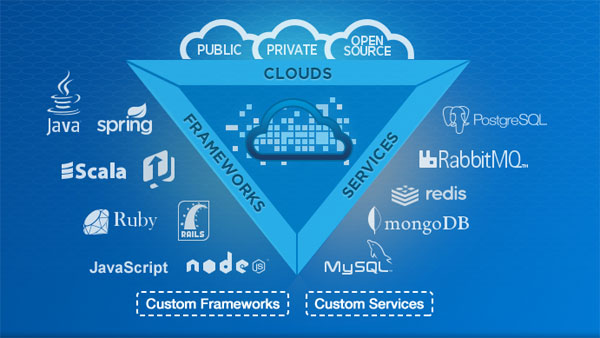 PUBLIC
PRIVATE
OPEN
SOURCE
CLOUDS
FRAMEWORKS
SERVICES
Java
spring
Scala
Ruby
RAILS
JavaScript
node JS
PostgreSQL
RabbitMQ TM
redis
mongoDB
MySQL
Custom Frameworks
Custom Services